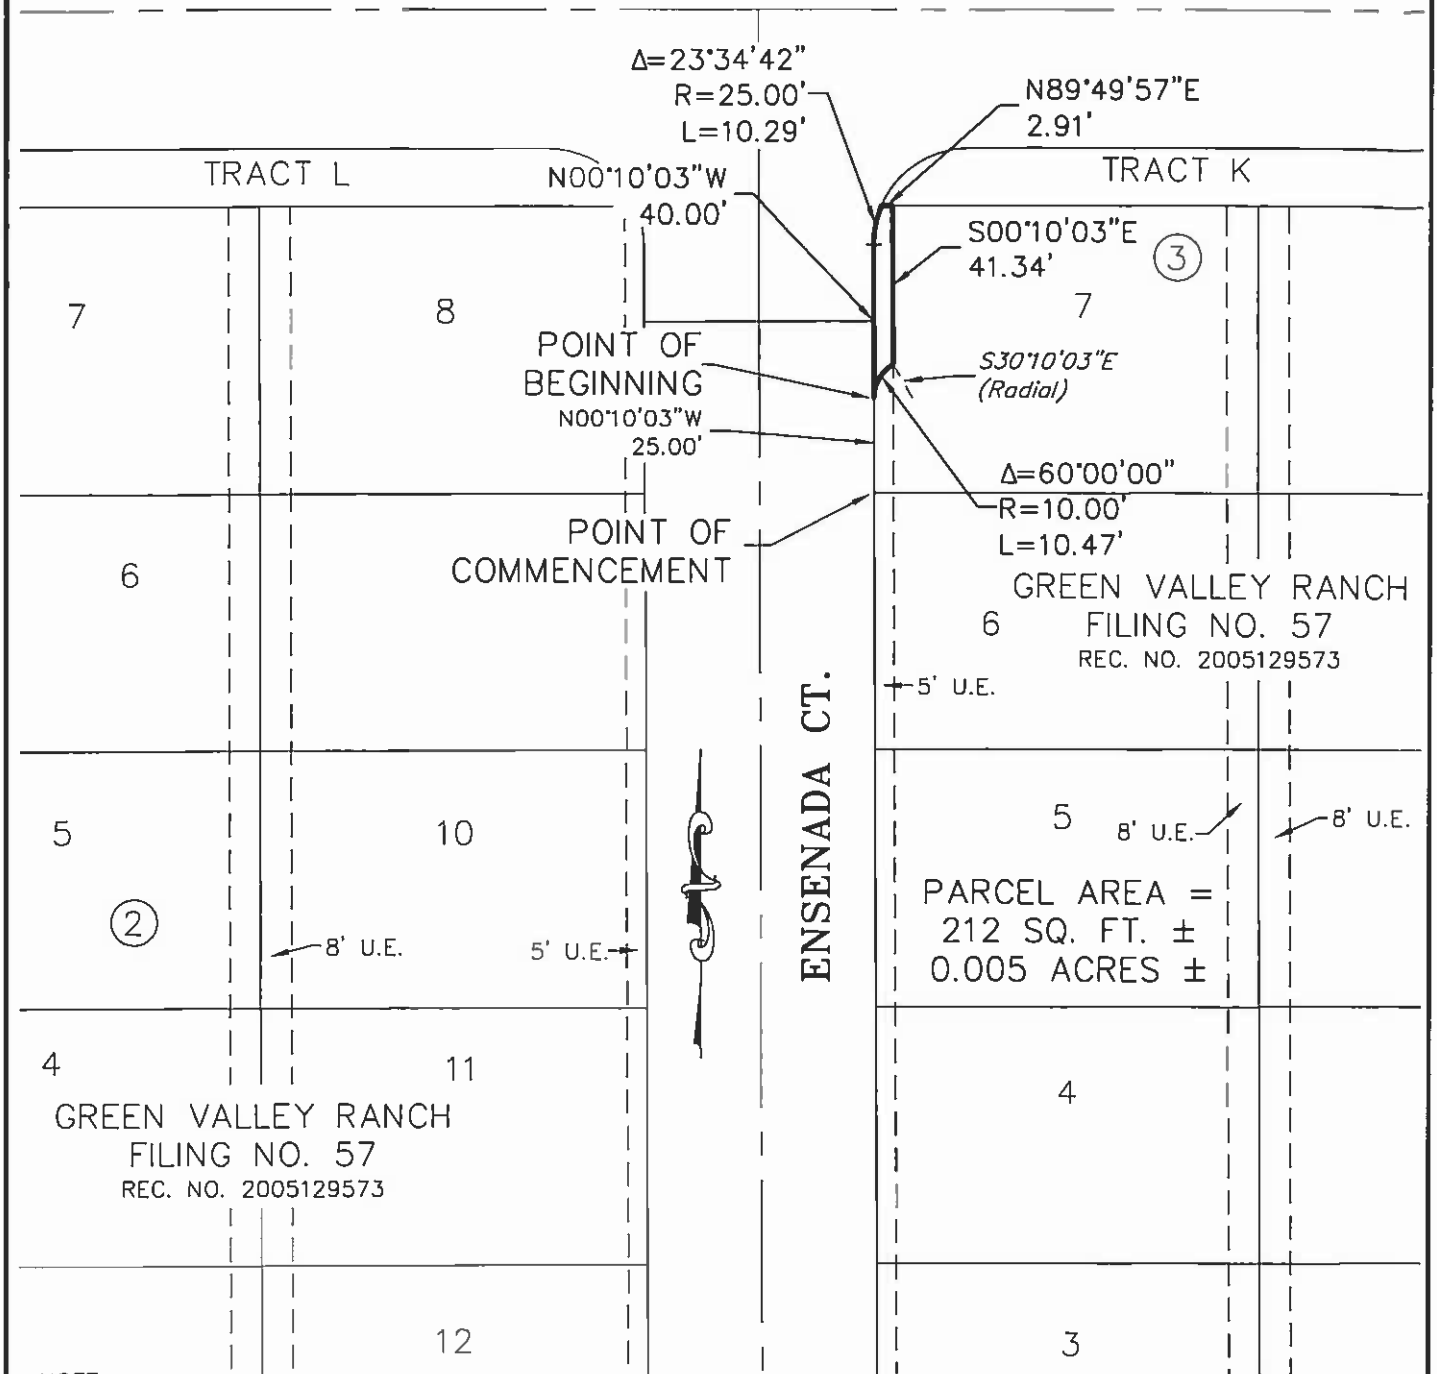 Δ=23°34'42"
R=25.00'
L=10.29'
N89°49'57"E
2.91'
TRACT L
N00°10'03"W
40.00'
TRACT K
S00°10'03"E
41.34'
3
7
8
7
POINT OF
BEGINNING
S30°10'03"E
(Radial)
N00°10'03"W
25.00'
Δ=60°00'00"
R=10.00'
L=10.47'
POINT OF
COMMENCEMENT
6
GREEN VALLEY RANCH
FILING NO. 57
REC. NO. 2005129573
6
5' U.E.
ENSENADA CT.
5
10
5
8' U.E.
8' U.E.
PARCEL AREA =
212 SQ. FT. ±
0.005 ACRES ±
2
8' U.E.
5' U.E.
4
11
4
GREEN VALLEY RANCH
FILING NO. 57
REC. NO. 2005129573
12
3